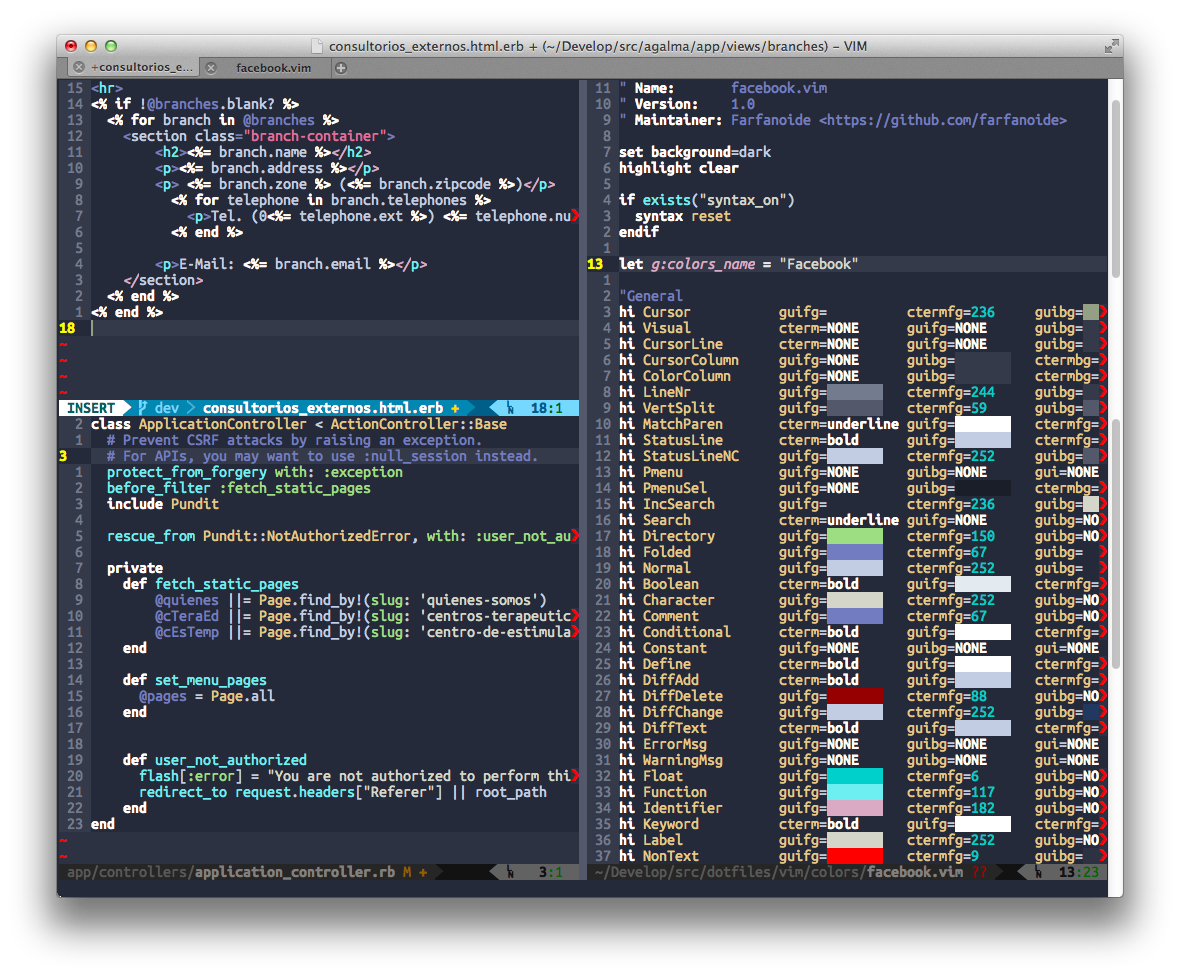 consultorios_externos.html.erb + (~/Develop/src/agalma/app/views/branches) – VIM
+consultorios_e...
facebook.vim
15 <hr>
14 <% if !@branches.blank? %>
13 <% for branch in @branches %>
12 <section class="branch-container">
11 <h2><%= branch.name %></h2>
10 <p><%= branch.address %></p>
9 <p> <%= branch.zone %> (<%= branch.zipcode %>)</p>
8 <% for telephone in branch.telephones %>
7 <p>Tel. (0<%= telephone.ext %>) <%= telephone.nu
6 <% end %>
5
4 <p>E-Mail: <%= branch.email %></p>
3 </section>
2 <% end %>
1 <% end %>
18
~
~
~
~
INSERT dev consultorios_externos.html.erb + 18:1
2 class ApplicationController < ActionController::Base
1 # Prevent CSRF attacks by raising an exception.
3 # For APIs, you may want to use :null_session instead.
1 protect_from_forgery with: :exception
2 before_filter :fetch_static_pages
3 include Pundit
4
5 rescue_from Pundit::NotAuthorizedError, with: :user_not_au
6
7 private
8 def fetch_static_pages
9 @quienes ||= Page.find_by!(slug: 'quienes-somos')
10 @cTeraEd ||= Page.find_by!(slug: 'centros-terapeutic
11 @cEsTemp ||= Page.find_by!(slug: 'centro-de-estimula
12 end
13
14 def set_menu_pages
15 @pages = Page.all
16 end
17
18
19 def user_not_authorized
20 flash[:error] = "You are not authorized to perform thi
21 redirect_to request.headers["Referer"] || root_path
22 end
23 end
~
~
app/controllers/application_controller.rb M + 3:1
11 " Name: facebook.vim
10 " Version: 1.0
9 " Maintainer: Farfanoide <https://github.com/farfanoide>
8
7 set background=dark
6 highlight clear
5
4 if exists("syntax_on")
3 syntax reset
2 endif
1
13 let g:colors_name = "Facebook"
1
2 "General
3 hi Cursor guifg= ctermfg=236 guibg=
4 hi Visual cterm=NONE guifg=NONE guibg=
5 hi CursorLine cterm=NONE guifg=NONE guibg=
6 hi CursorColumn guifg=NONE guibg= ctermbg=
7 hi ColorColumn guifg=NONE guibg= ctermbg=
8 hi LineNr guifg= ctermfg=244 guibg=
9 hi VertSplit guifg= ctermfg=59 guibg=
10 hi MatchParen cterm=underline guifg= ctermfg=
11 hi StatusLine cterm=bold guifg= ctermfg=
12 hi StatusLineNC guifg= ctermfg=252 guibg=
13 hi Pmenu guifg=NONE guibg=NONE gui=NONE
14 hi PmenuSel guifg=NONE guibg= ctermbg=
15 hi IncSearch guifg= ctermfg=236 guibg=
16 hi Search cterm=underline guifg=NONE guibg=NO
17 hi Directory guifg= ctermfg=150 guibg=NO
18 hi Folded guifg= ctermfg=67 guibg=
19 hi Normal guifg= ctermfg=252 guibg=
20 hi Boolean cterm=bold guifg= ctermfg=
21 hi Character guifg= ctermfg=252 guibg=NO
22 hi Comment guifg= ctermfg=67 guibg=NO
23 hi Conditional cterm=bold guifg= ctermfg=
24 hi Constant guifg=NONE guibg=NONE gui=NONE
25 hi Define cterm=bold guifg= ctermfg=
26 hi DiffAdd cterm=bold guifg= ctermfg=
27 hi DiffDelete guifg= ctermfg=88 guibg=NO
28 hi DiffChange guifg= ctermfg=252 guibg=
29 hi DiffText cterm=bold guifg= ctermfg=
30 hi ErrorMsg guifg=NONE guibg=NONE gui=NONE
31 hi WarningMsg guifg=NONE guibg=NONE gui=NONE
32 hi Float guifg= ctermfg=6 guibg=NO
33 hi Function guifg= ctermfg=117 guibg=NO
34 hi Identifier guifg= ctermfg=182 guibg=NO
35 hi Keyword cterm=bold guifg= ctermfg=
36 hi Label guifg= ctermfg=252 guibg=NO
37 hi NonText guifg= ctermfg=9 guibg=
~/Develop/src/dotfiles/vim/colors/facebook.vim ?? 13:23